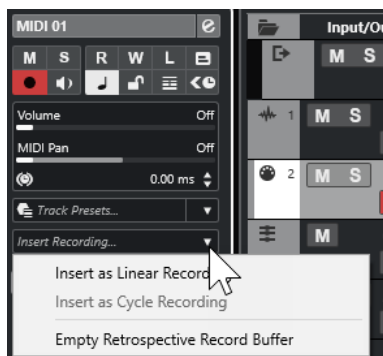 MIDI 01
Input/Ou
M S R W L
M S
Volume Off
1 M S
MIDI Pan Off
0.00 ms
2 M S
Track Presets...
Insert Recording...
M
Insert as Linear Record
Insert as Cycle Recording
Empty Retrospective Record Buffer